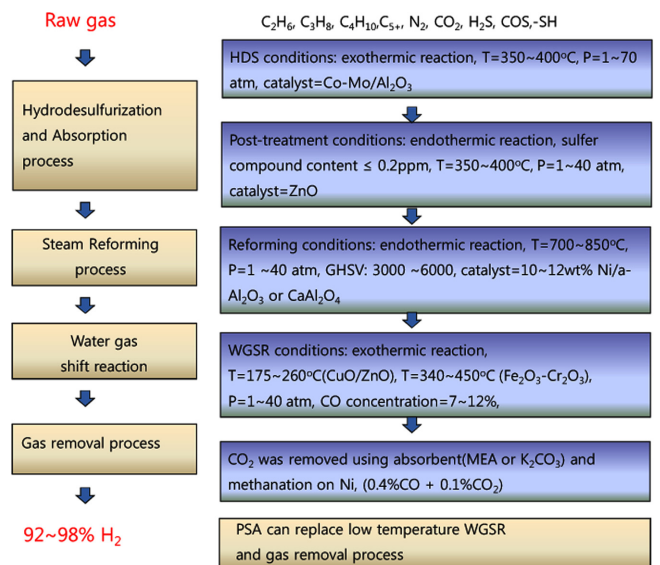 Raw gas
C₂H₆, C₃H₈, C₄H₁₀,C₅₊, N₂, CO₂, H₂S, COS,-SH
HDS conditions: exothermic reaction, T=350~400℃, P=1~70
atm, catalyst=Co-Mo/Al₂O₃
Hydrodesulfurization
and Absorption
process
Post-treatment conditions: endothermic reaction, sulfer
compound content ≤ 0.2ppm, T=350~400℃, P=1~40 atm,
catalyst=ZnO
Steam Reforming
process
Reforming conditions: endothermic reaction, T=700~850℃,
P=1 ~40 atm, GHSV: 3000 ~6000, catalyst=10~12wt% Ni/a-
Al₂O₃ or CaAl₂O₄
Water gas
shift reaction
WGSR conditions: exothermic reaction,
T=175~260℃(CuO/ZnO), T=340~450℃ (Fe₂O₃-Cr₂O₃),
P=1~40 atm, CO concentration=7~12%,
Gas removal process
CO₂ was removed using absorbent(MEA or K₂CO₃) and
methanation on Ni, (0.4%CO + 0.1%CO₂)
92~98% H₂
PSA can replace low temperature WGSR
and gas removal process